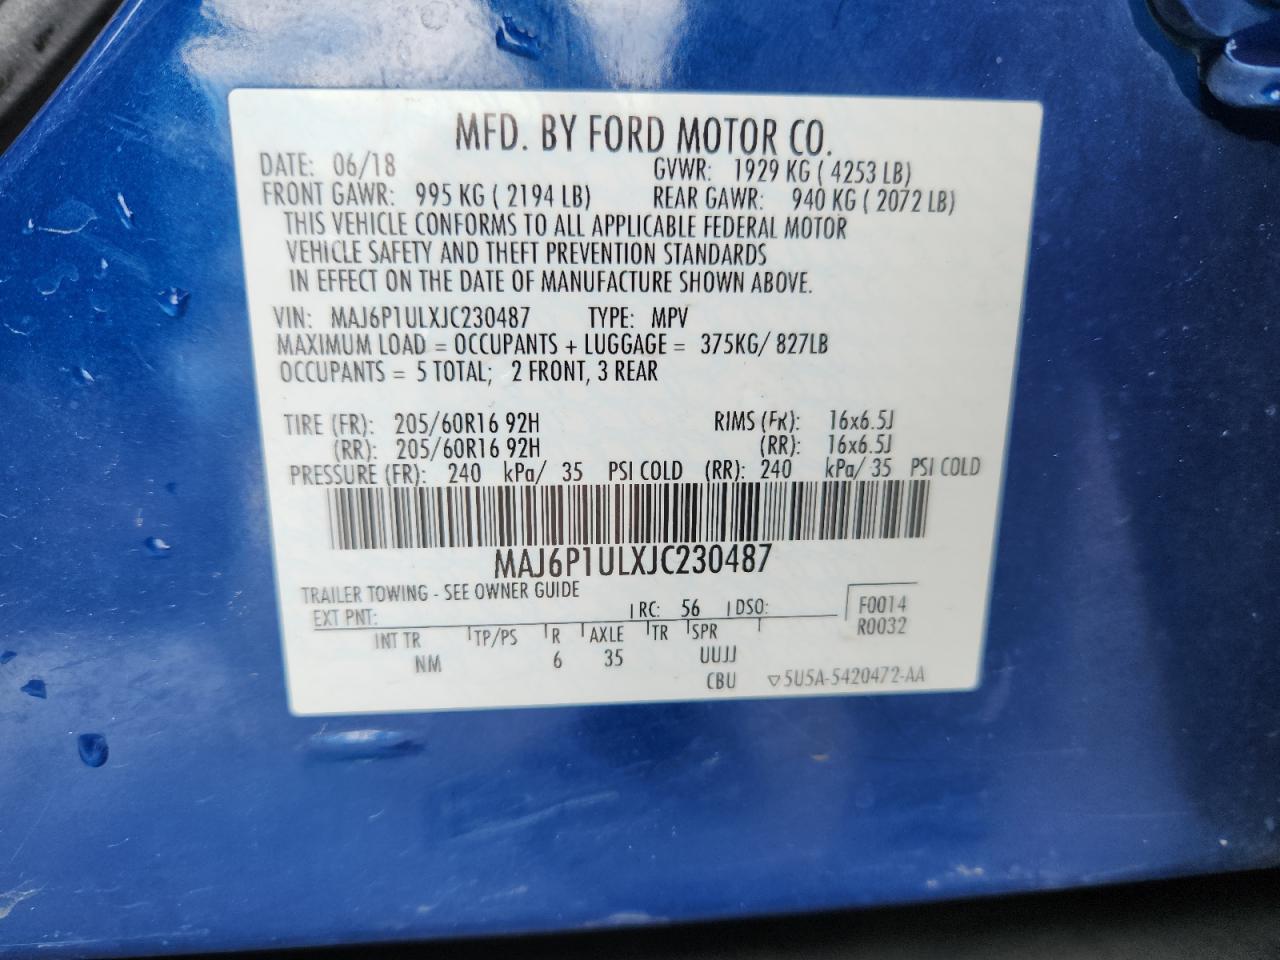 MFD. BY FORD MOTOR CO.
DATE: 06/18 GVWR: 1929 KG ( 4253 LB)
FRONT GAWR: 995 KG ( 2194 LB) REAR GAWR: 940 KG ( 2072 LB)
THIS VEHICLE CONFORMS TO ALL APPLICABLE FEDERAL MOTOR
VEHICLE SAFETY AND THEFT PREVENTION STANDARDS
IN EFFECT ON THE DATE OF MANUFACTURE SHOWN ABOVE.
VIN: MAJ6P1ULXJC230487 TYPE: MPV
MAXIMUM LOAD = OCCUPANTS + LUGGAGE = 375KG/ 827LB
OCCUPANTS = 5 TOTAL; 2 FRONT, 3 REAR
TIRE (FR): 205/60R16 92H RIMS (FR): 16x6.5J
(RR): 205/60R16 92H (RR): 16x6.5J
PRESSURE (FR): 240 kPa/ 35 PSI COLD (RR): 240 kPa/ 35 PSI COLD
MAJ6P1ULXJC230487
TRAILER TOWING - SEE OWNER GUIDE
EXT PNT: RC: 56 DSO: F0014
R0032
INT TR TP/PS R AXLE TR SPR
NM 6 35 UUJJ
CBU ▽5U5A-5420472-AA